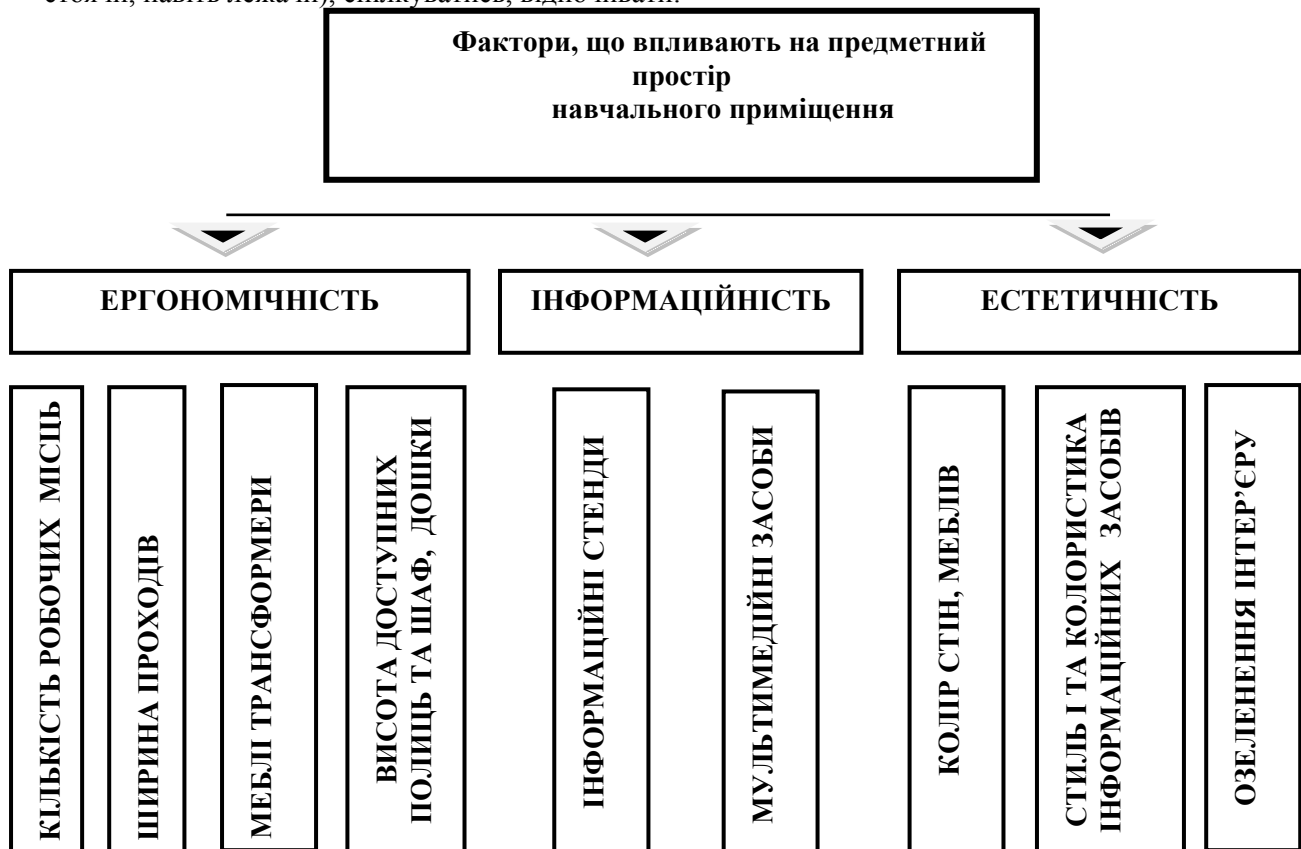 Фактори, що впливають на предметний
простір
навчального приміщення
ЕРГОНОМІЧНІСТЬ
ІНФОРМАЦІЙНІСТЬ
ЕСТЕТИЧНІСТЬ
КІЛЬКІСТЬ РОБОЧИХ МІСЦЬ
ШИРИНА ПРОХОДІВ
МЕБЛІ ТРАНСФОРМЕРИ
ВИСОТА ДОСТУПНИХ
ПОЛИЦЬ ТА ШАФ, ДОШКИ
ІНФОРМАЦІЙНІ СТЕНДИ
МУЛЬТИМЕДІЙНІ ЗАСОБИ
КОЛІР СТІН, МЕБЛІВ
СТИЛЬ І ТА КОЛОРИСТИКА
ІНФОРМАЦІЙНИХ ЗАСОБІВ
ОЗЕЛЕНЕННЯ ІНТЕР’ЄРУ